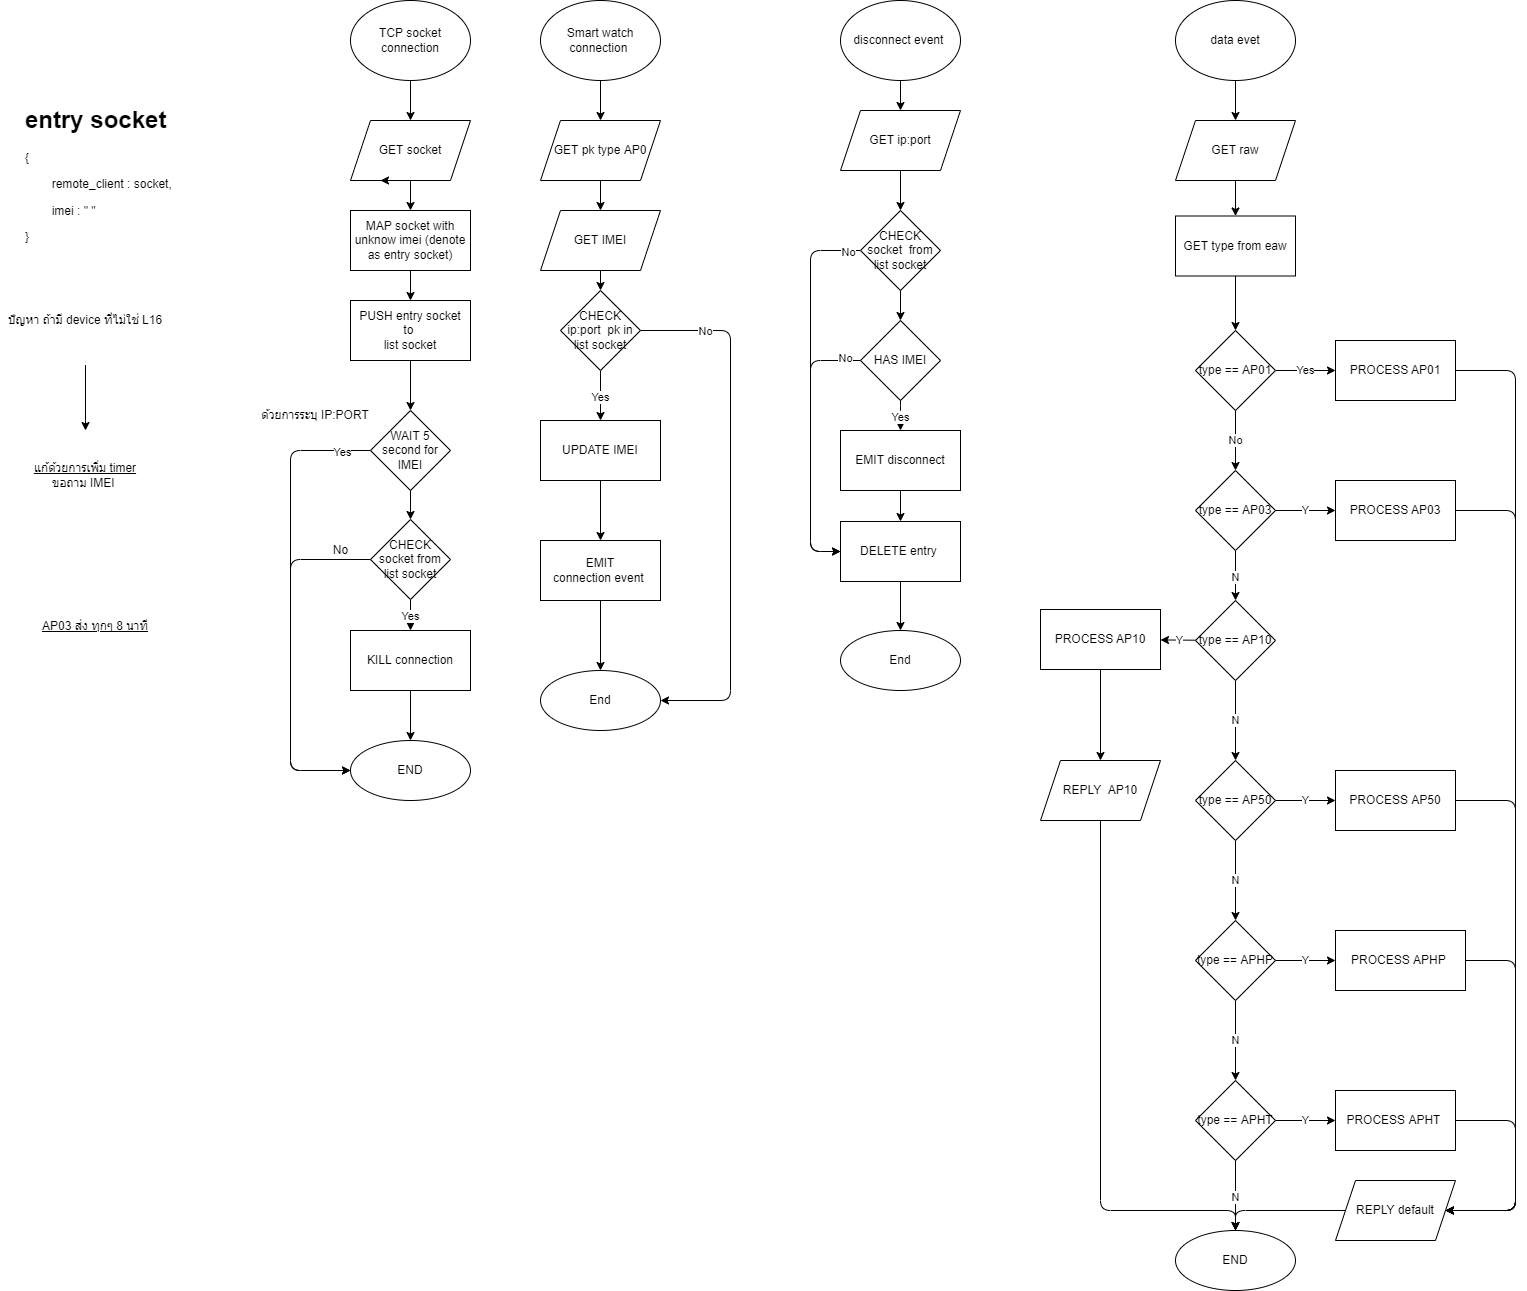 entry socket
{
remote_client : socket,
imei : " "
}
ปัญหา ถ้ามี device ที่ไม่ใช่ L16
แก้ด้วยการเพิ่ม timer
ขอถาม IMEI
AP03 ส่ง ทุกๆ 8 นาที
TCP socket
connection
GET socket
MAP socket with
unknow imei (denote
as entry socket)
PUSH entry socket
to
list socket
ด้วยการระบุ IP:PORT
WAIT 5
second for
IMEI
Yes
CHECK
socket from
list socket
No
Yes
KILL connection
END
Smart watch
connection
GET pk type AP0
GET IMEI
CHECK
ip:port pk in
list socket
No
Yes
UPDATE IMEI
EMIT
connection event
End
disconnect event
GET ip:port
CHECK
socket from
list socket
No
HAS IMEI
No
Yes
EMIT disconnect
DELETE entry
End
data evet
GET raw
GET type from eaw
type == AP01
Yes
PROCESS AP01
No
type == AP03
Y
PROCESS AP03
N
type == AP10
Y
PROCESS AP10
REPLY AP10
N
type == AP50
Y
PROCESS AP50
N
type == APHP
Y
PROCESS APHP
N
type == APHT
Y
PROCESS APHT
N
REPLY default
END